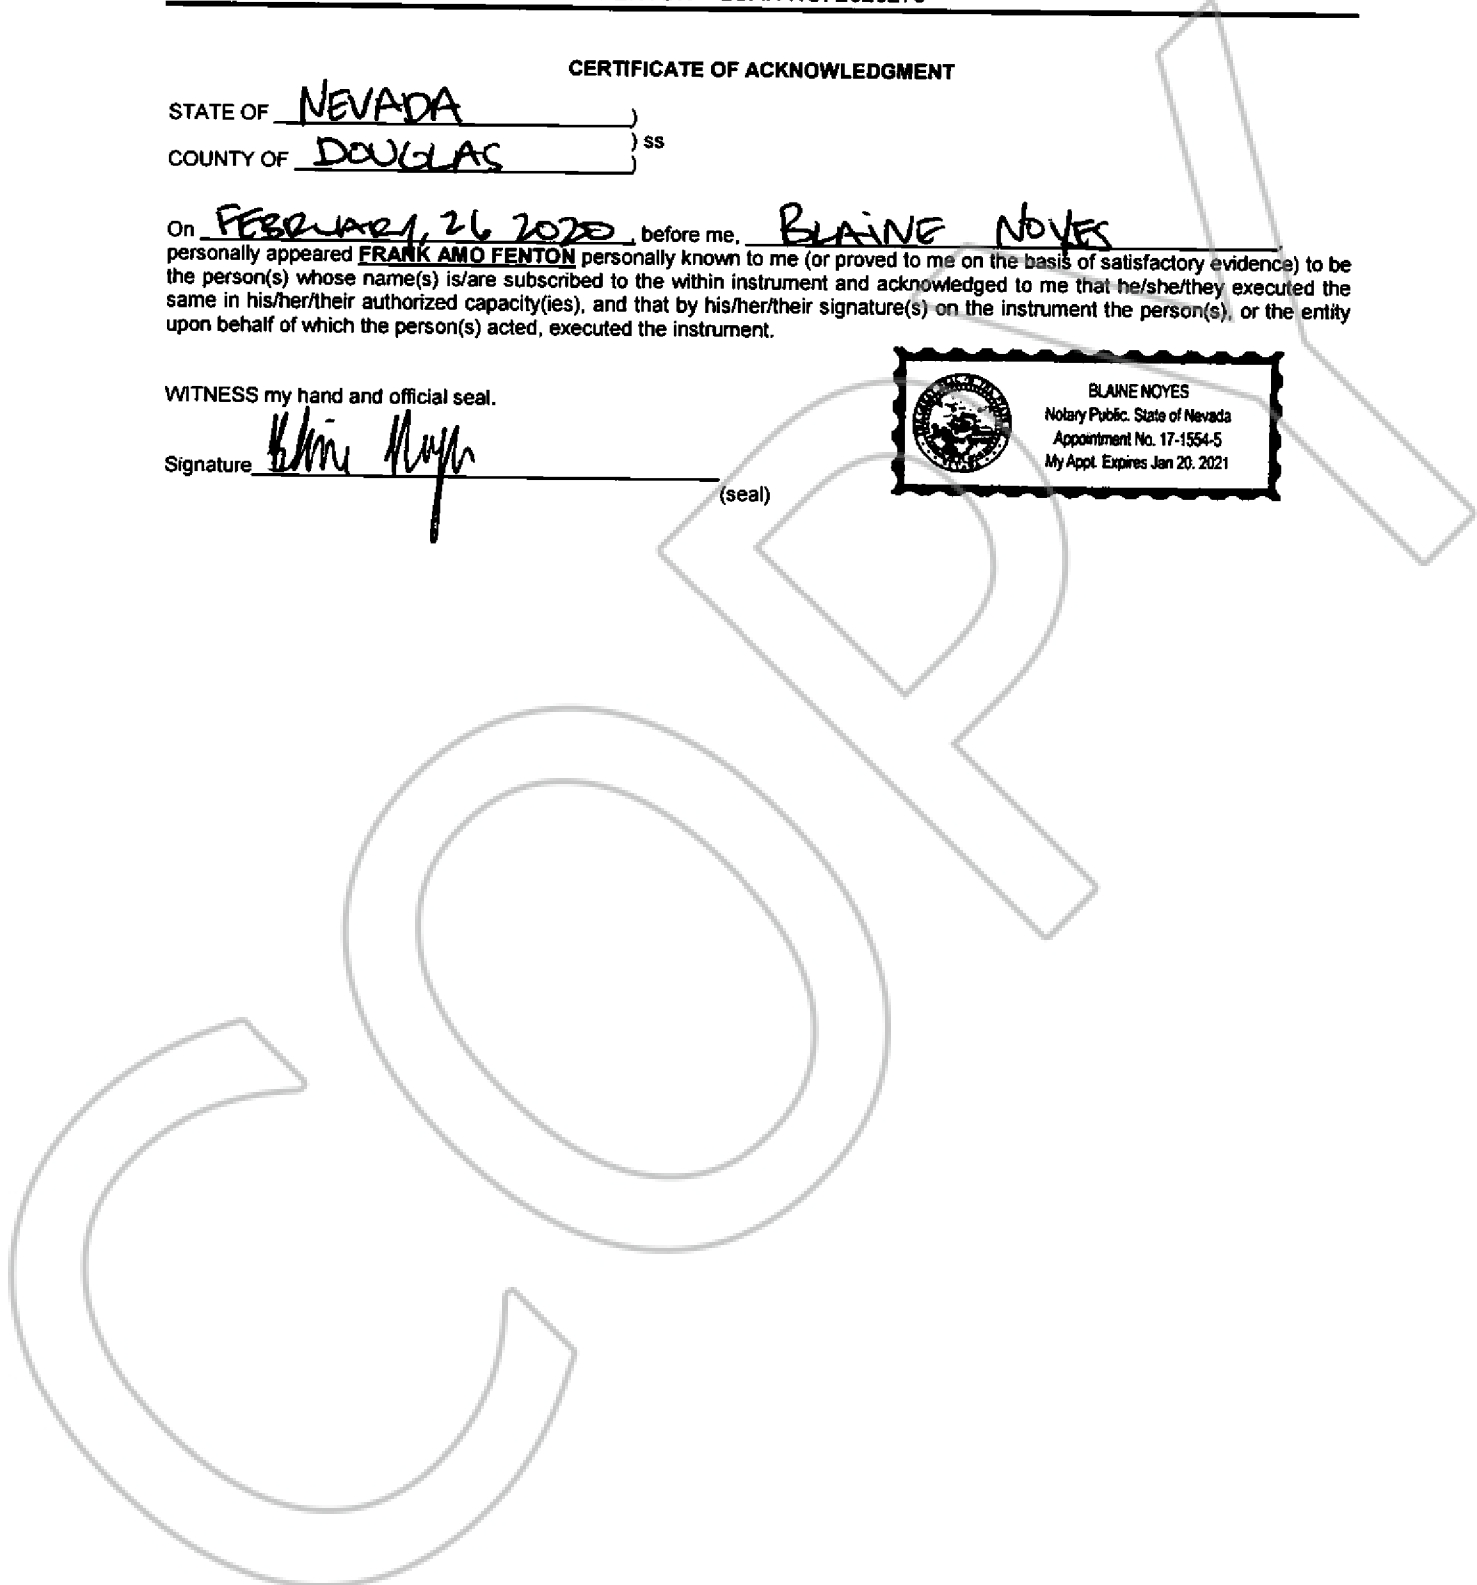 CERTIFICATE OF ACKNOWLEDGMENT
STATE OF NEVADA )
) ss
COUNTY OF DOUGLAS )
On FEBRUARY, 26 2020, before me, BLAINE NOYES
personally appeared FRANK AMO FENTON personally known to me (or proved to me on the basis of satisfactory evidence) to be
the person(s) whose name(s) is/are subscribed to the within instrument and acknowledged to me that he/she/they executed the
same in his/her/their authorized capacity(ies), and that by his/her/their signature(s) on the instrument the person(s), or the entity
upon behalf of which the person(s) acted, executed the instrument.
WITNESS my hand and official seal.
Signature
(seal)
BLAINE NOYES
Notary Public. State of Nevada
Appointment No. 17-1554-5
My Appt. Expires Jan 20. 2021
COPY